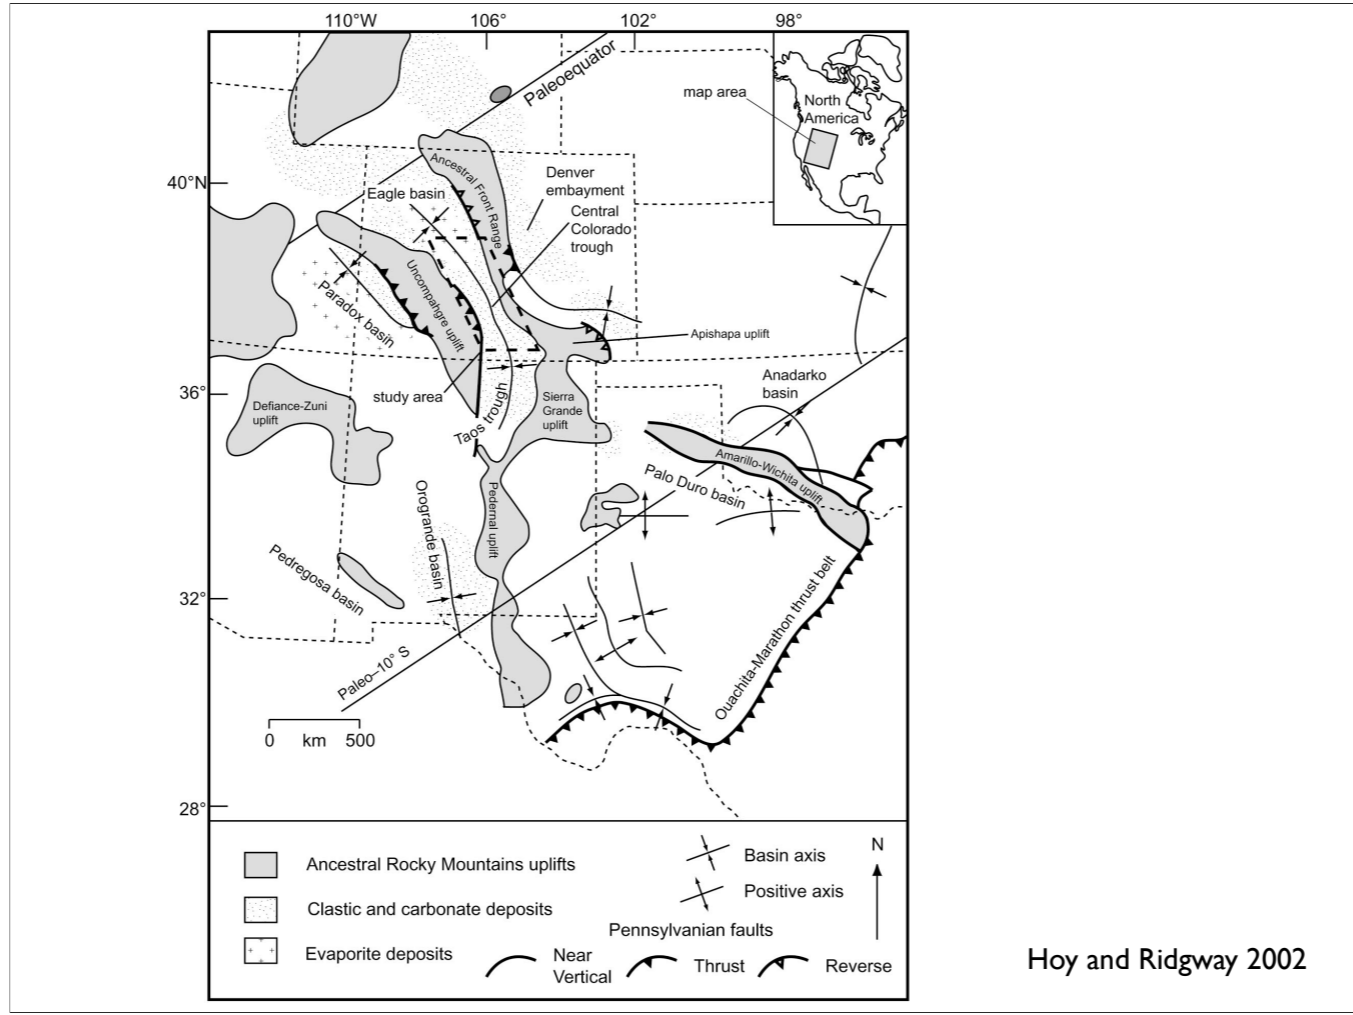 110°W
106°
102°
98°
Paleoequator
map area
North
America
40°N
Ancestral Front Range
Denver
embayment
Eagle basin
Central
Colorado
trough
Uncompahgre uplift
Paradox basin
Apishapa uplift
36°
study area
Anadarko
basin
Defiance-Zuni
uplift
Taos trough
Sierra
Grande
uplift
Amarillo-Wichita uplift
Palo Duro basin
Orogrande basin
Pedernal uplift
Pedregosa basin
32°
Ouachita-Marathon thrust belt
Paleo–10° S
0 km 500
28°
Ancestral Rocky Mountains uplifts
Clastic and carbonate deposits
Evaporite deposits
Basin axis
Positive axis
N
Pennsylvanian faults
Near
Vertical
Thrust
Reverse
Hoy and Ridgway 2002